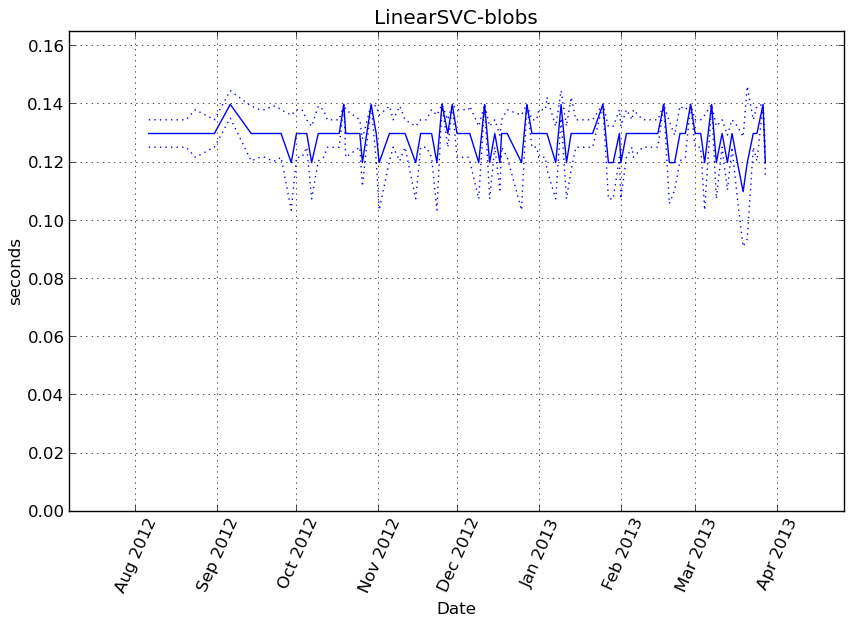 LinearSVC-blobs
0.16
0.14
0.12
0.10
0.08
0.06
0.04
0.02
0.00
seconds
Aug 2012
Sep 2012
Oct 2012
Nov 2012
Dec 2012
Jan 2013
Feb 2013
Mar 2013
Apr 2013
Date